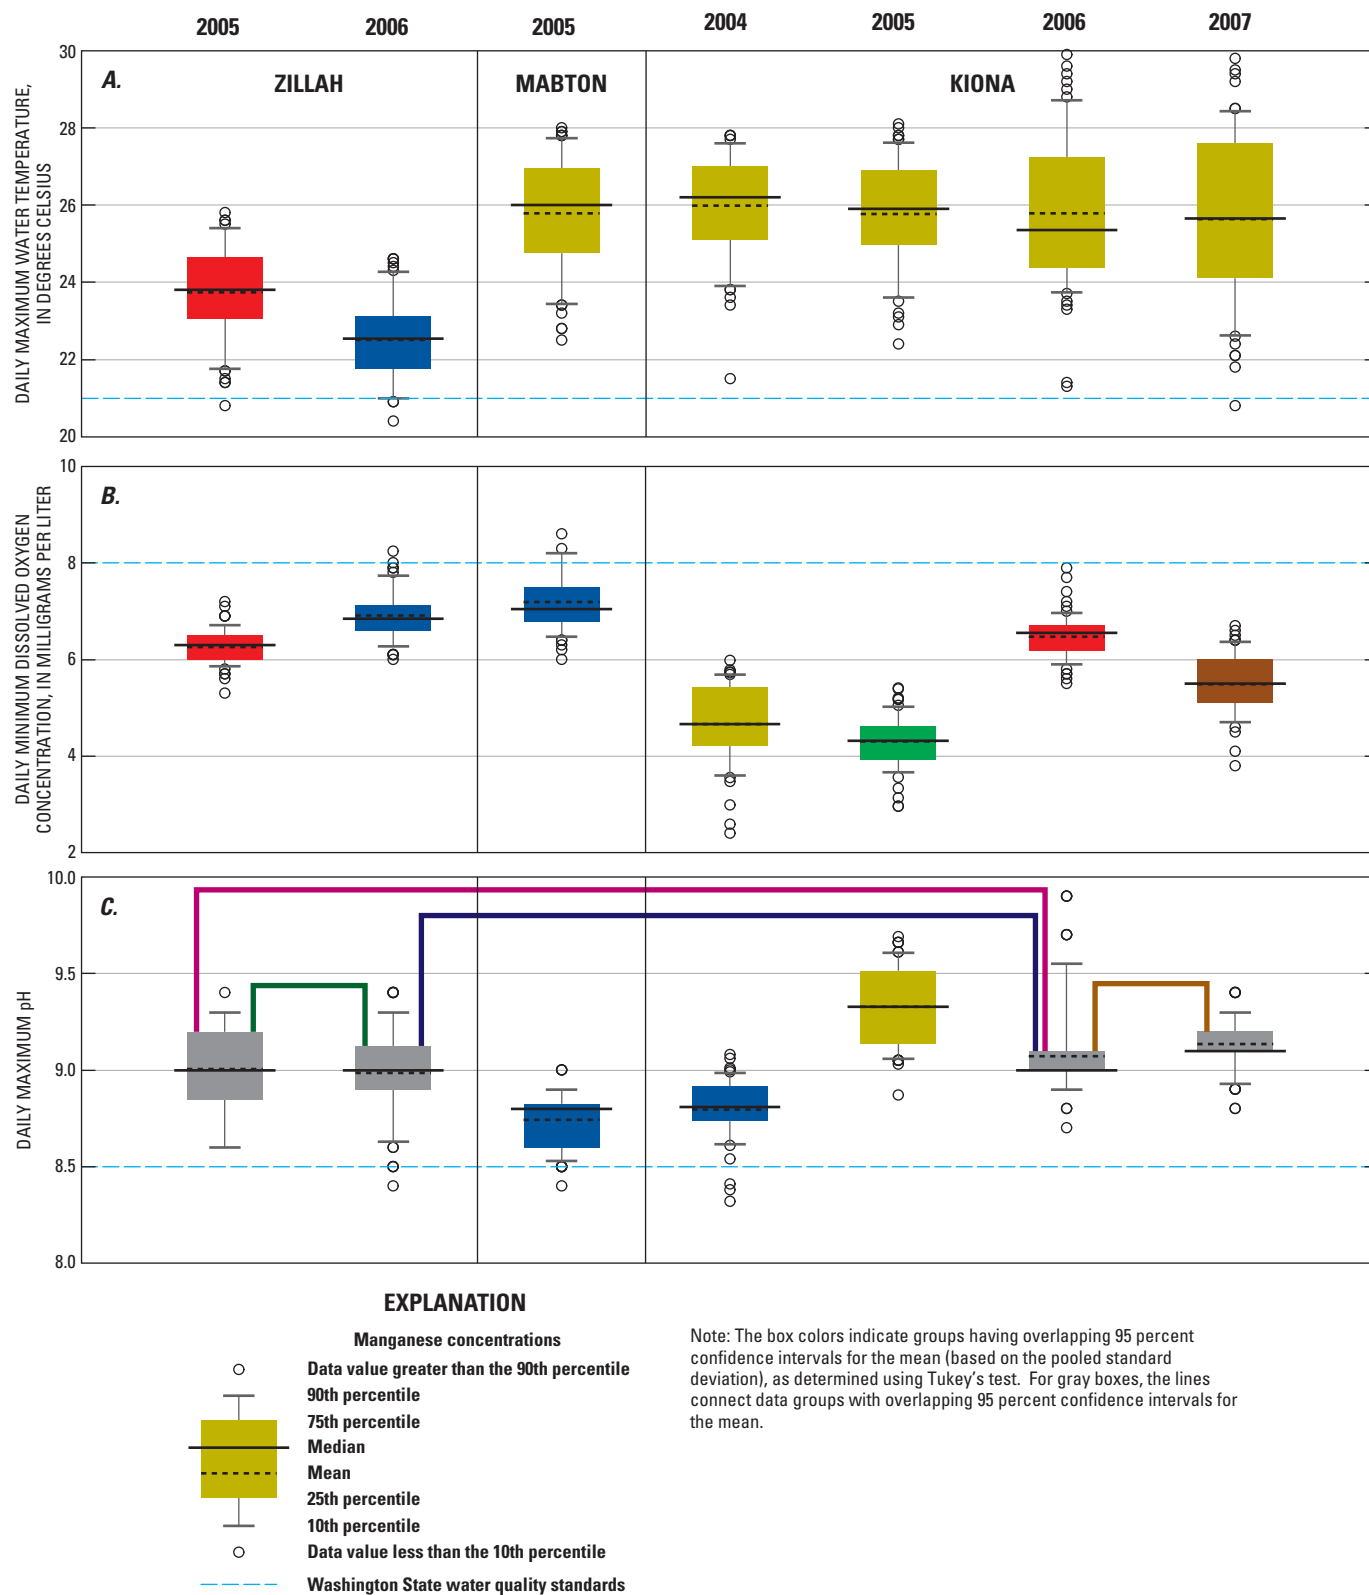 2005 2006 2005 2004 2005 2006 2007
A. ZILLAH MABTON KIONA
DAILY MAXIMUM WATER TEMPERATURE,
IN DEGREES CELSIUS
30
28
26
24
22
20
B.
DAILY MINIMUM DISSOLVED OXYGEN
CONCENTRATION, IN MILLIGRAMS PER LITER
10
8
6
4
2
C.
DAILY MAXIMUM pH
10.0
9.5
9.0
8.5
8.0
EXPLANATION
Manganese concentrations
Data value greater than the 90th percentile
90th percentile
75th percentile
Median
Mean
25th percentile
10th percentile
Data value less than the 10th percentile
Washington State water quality standards
Note: The box colors indicate groups having overlapping 95 percent
confidence intervals for the mean (based on the pooled standard
deviation), as determined using Tukey's test. For gray boxes, the lines
connect data groups with overlapping 95 percent confidence intervals for
the mean.